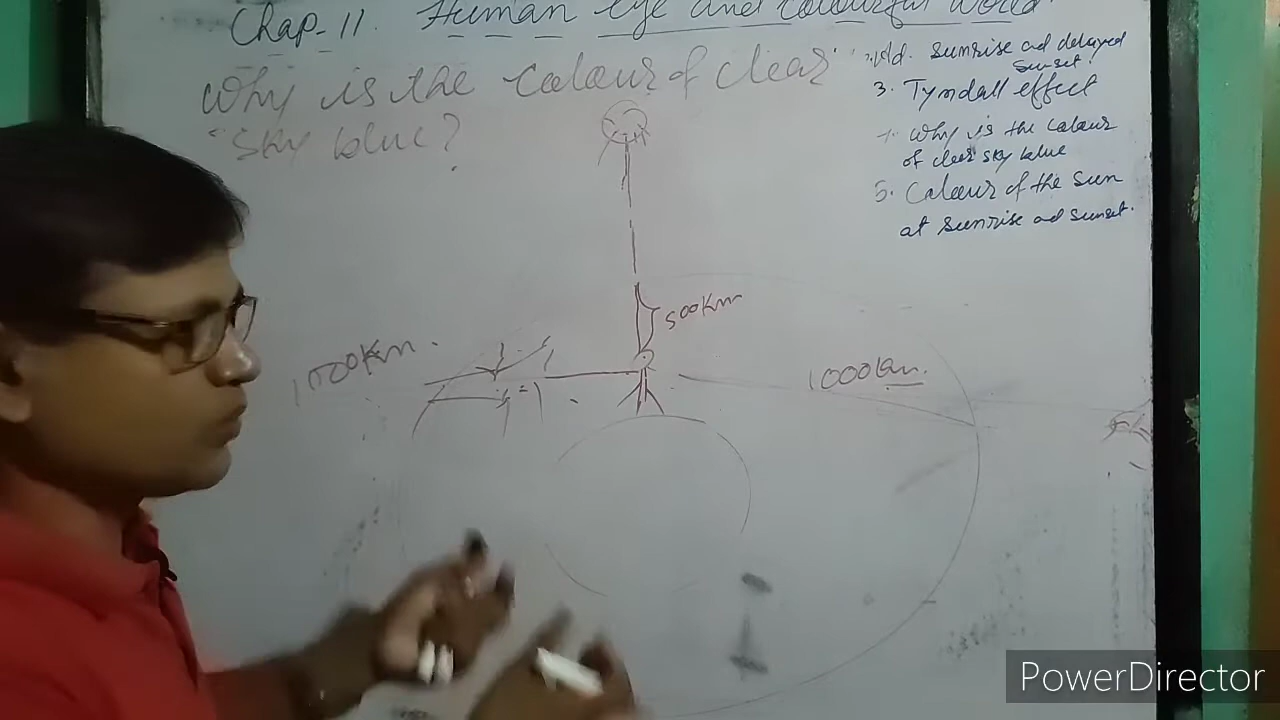 Chap-11. Human eye and colourful world
Why is the colour of clear
sky blue?
sunrise and delayed
sunset.
3. Tyndall effect
Why is the colour
of clear sky blue
5. Colour of the sun
at sunrise and sunset.
500Km
1000Km.
1000Km.
PowerDirector